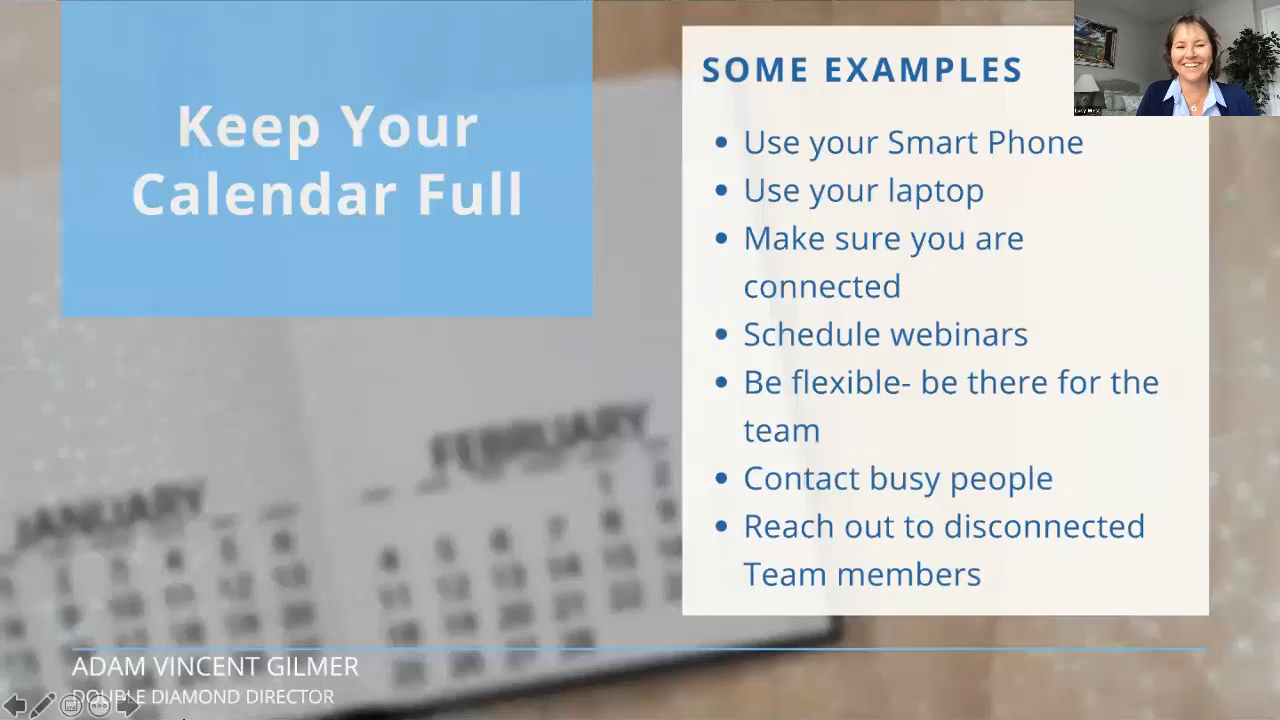 Keep Your
Calendar Full
SOME EXAMPLES
• Use your Smart Phone
• Use your laptop
• Make sure you are
connected
• Schedule webinars
• Be flexible- be there for the
team
• Contact busy people
• Reach out to disconnected
Team members
JANUARY
FEBRUARY
ADAM VINCENT GILMER
DOUBLE DIAMOND DIRECTOR